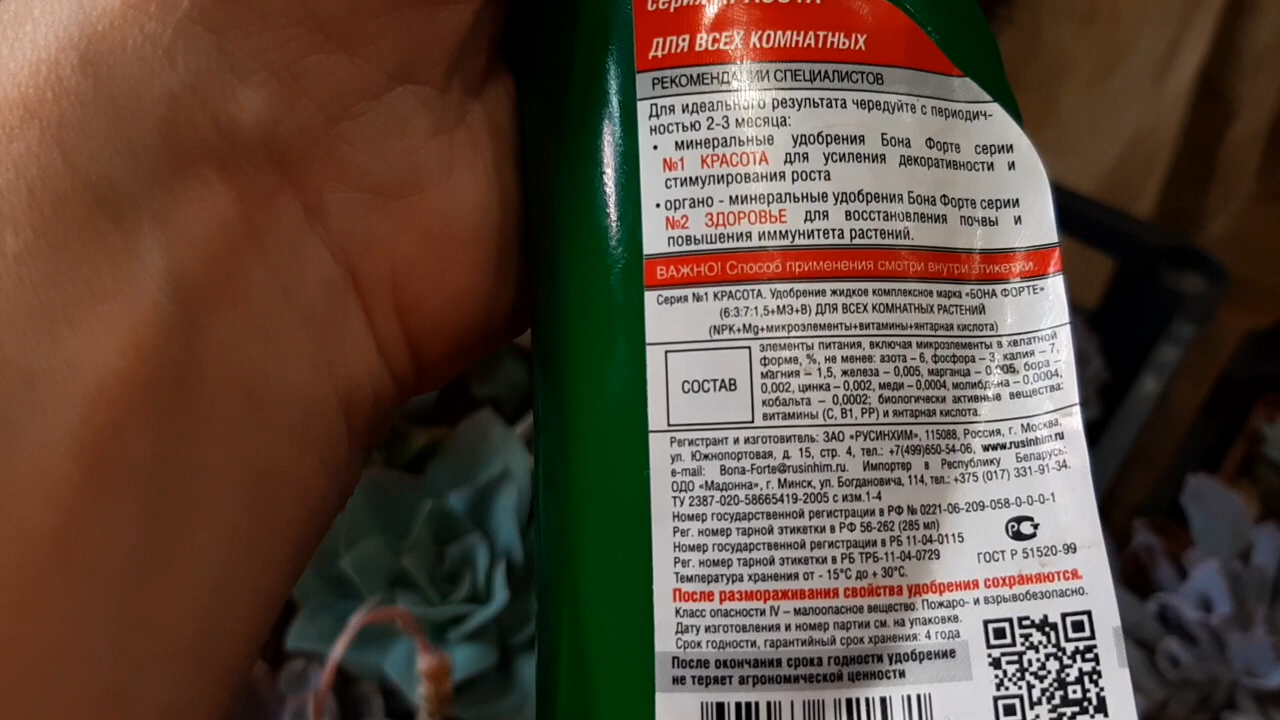 серия КРАСОТА
ДЛЯ ВСЕХ КОМНАТНЫХ
РЕКОМЕНДАЦИИ СПЕЦИАЛИСТОВ
Для идеального результата чередуйте с периодич-
ностью 2-3 месяца:
• минеральные удобрения Бона Форте серии
№1 КРАСОТА для усиления декоративности и
стимулирования роста
• органо - минеральные удобрения Бона Форте серии
№2 ЗДОРОВЬЕ для восстановления почвы и
повышения иммунитета растений.
ВАЖНО! Способ применения смотри внутри этикетки.
Серия №1 КРАСОТА. Удобрение жидкое комплексное марка «БОНА ФОРТЕ»
(6:3:7:1,5+МЭ+В) ДЛЯ ВСЕХ КОМНАТНЫХ РАСТЕНИЙ
(NPK+Mg+микроэлементы+витамины+янтарная кислота)
СОСТАВ
элементы питания, включая микроэлементы в хелатной
форме, %, не менее: азота – 6, фосфора – 3, калия – 7,
магния – 1,5, железа – 0,005, марганца – 0,005, бора –
0,002, цинка – 0,002, меди – 0,0004, молибдена – 0,0004,
кобальта – 0,0002; биологически активные вещества:
витамины (С, В1, РР) и янтарная кислота.
Регистрант и изготовитель: ЗАО «РУСИНХИМ», 115088, Россия, г. Москва,
ул. Южнопортовая, д. 15, стр. 4, тел.: +7(499)650-54-06, www.rusinhim.ru
e-mail: Bona-Forte@rusinhim.ru. Импортер в Республику Беларусь:
ОДО «Мадонна», г. Минск, ул. Богдановича, 114, тел.: +375 (017) 331-91-34.
ТУ 2387-020-58665419-2005 с изм.1-4
Номер государственной регистрации в РФ № 0221-06-209-058-0-0-0-1
Рег. номер тарной этикетки в РФ 56-262 (285 мл)
Номер государственной регистрации в РБ 11-04-0115
Рег. номер тарной этикетки в РБ ТРБ-11-04-0729
ГОСТ Р 51520-99
Температура хранения от - 15°С до + 30°С.
После размораживания свойства удобрения сохраняются.
Класс опасности IV – малоопасное вещество. Пожаро- и взрывобезопасно.
Дату изготовления и номер партии см. на упаковке.
Срок годности, гарантийный срок хранения: 4 года
После окончания срока годности удобрение
не теряет агрономической ценности